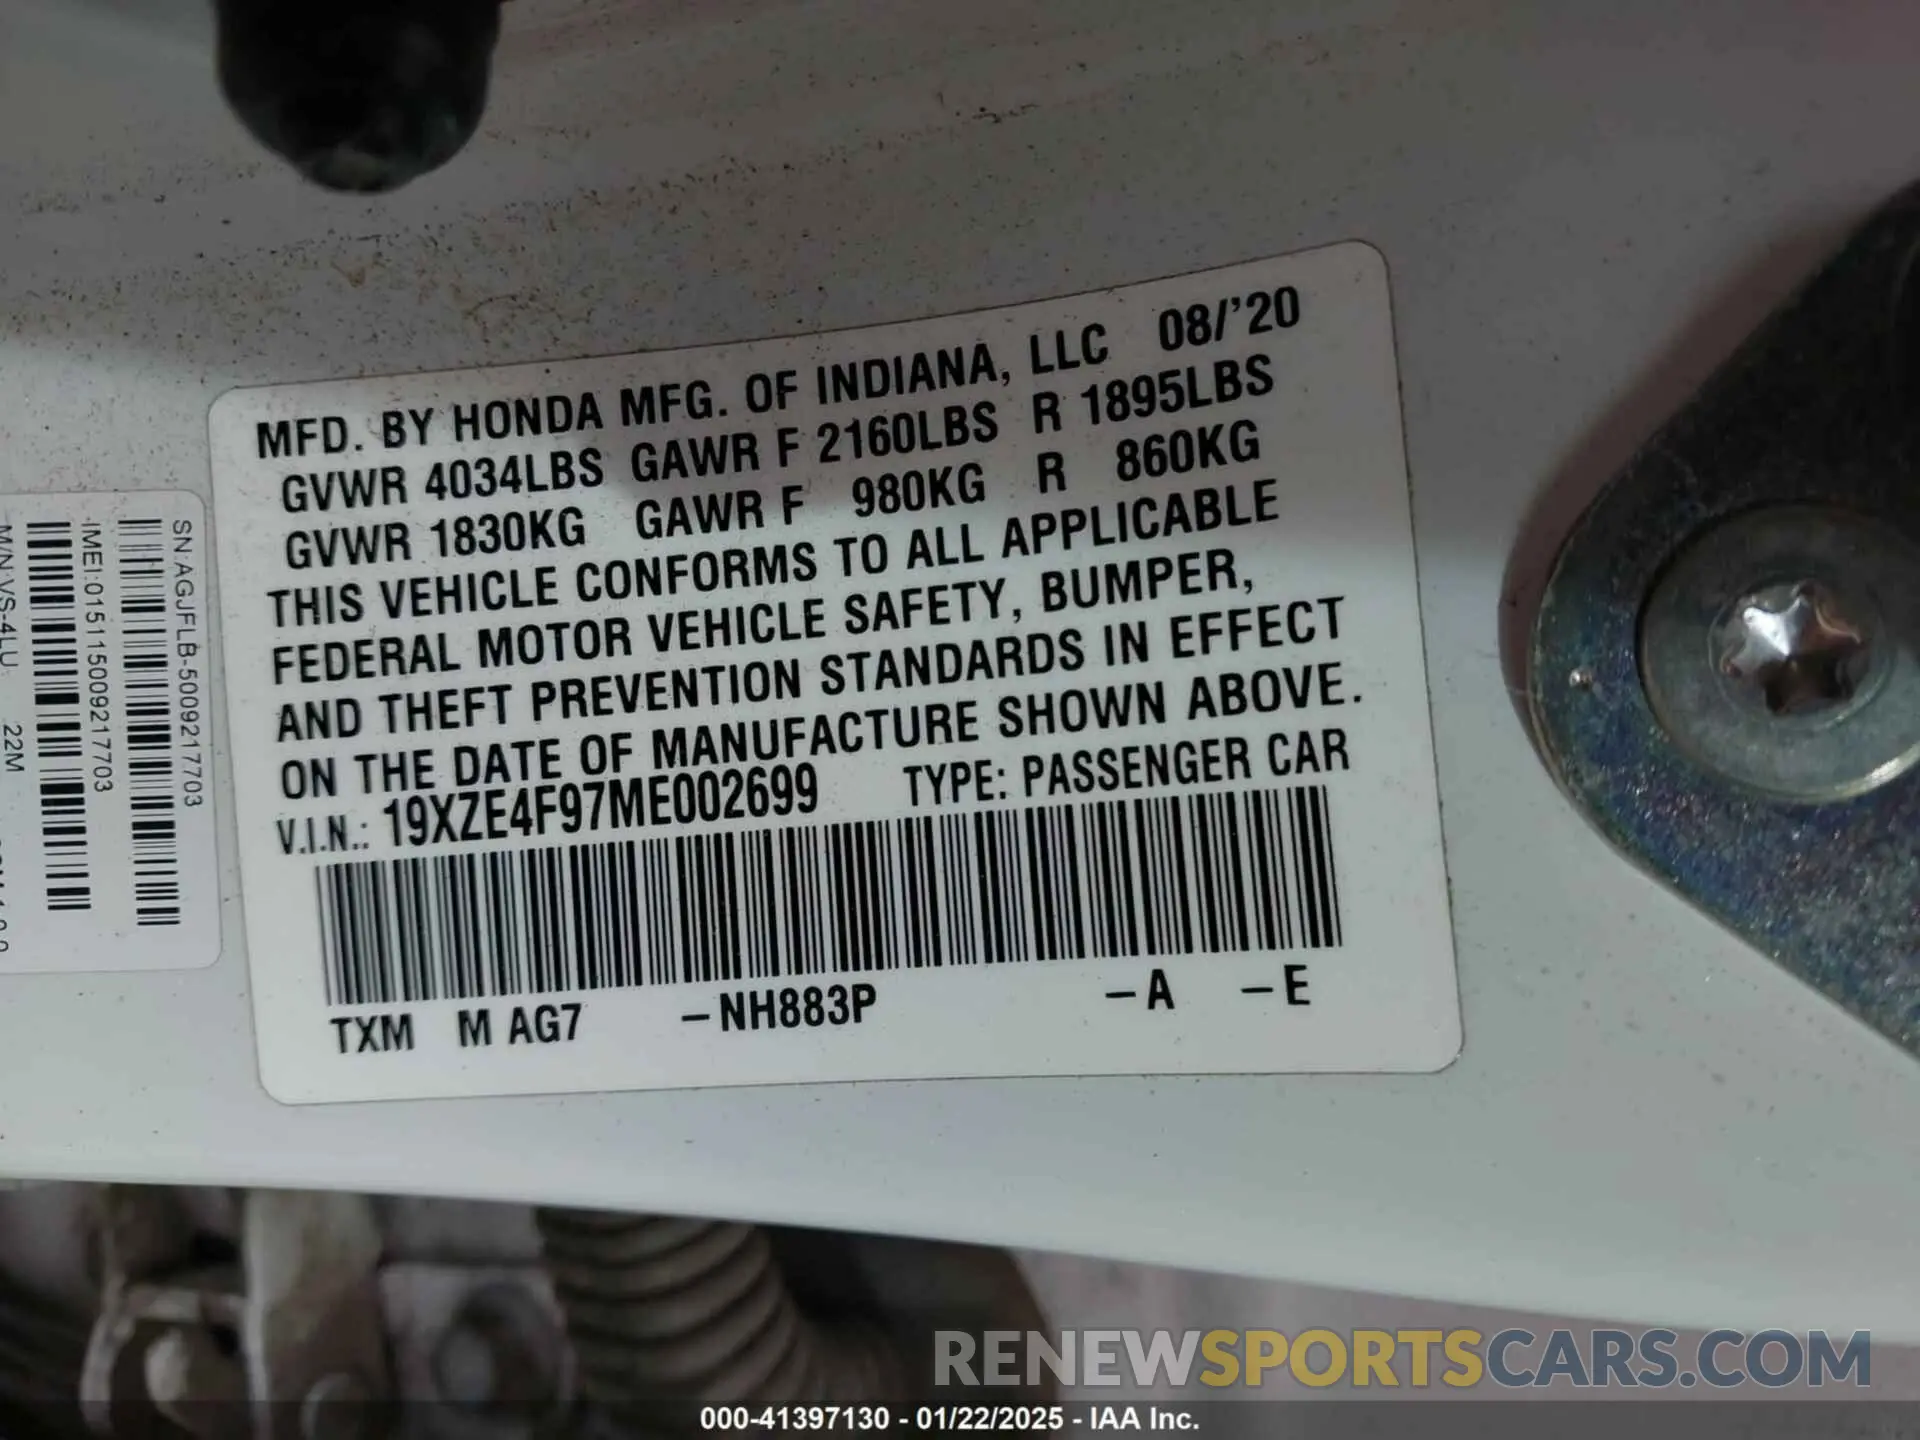 MFD. BY HONDA MFG. OF INDIANA, LLC 08/'20
GVWR 4034LBS GAWR F 2160LBS R 1895LBS
GVWR 1830KG GAWR F 980KG R 860KG
THIS VEHICLE CONFORMS TO ALL APPLICABLE
FEDERAL MOTOR VEHICLE SAFETY, BUMPER,
AND THEFT PREVENTION STANDARDS IN EFFECT
ON THE DATE OF MANUFACTURE SHOWN ABOVE.
V.I.N.: 19XZE4F97ME002699 TYPE: PASSENGER CAR
TXM M AG7 –NH883P –A –E
SN:AGJFLB-5009217703
IMEI:015115009217703
M/N:VS-4LU 22M
RENEWSPORTSCARS.COM
000-41397130 - 01/22/2025 - IAA Inc.